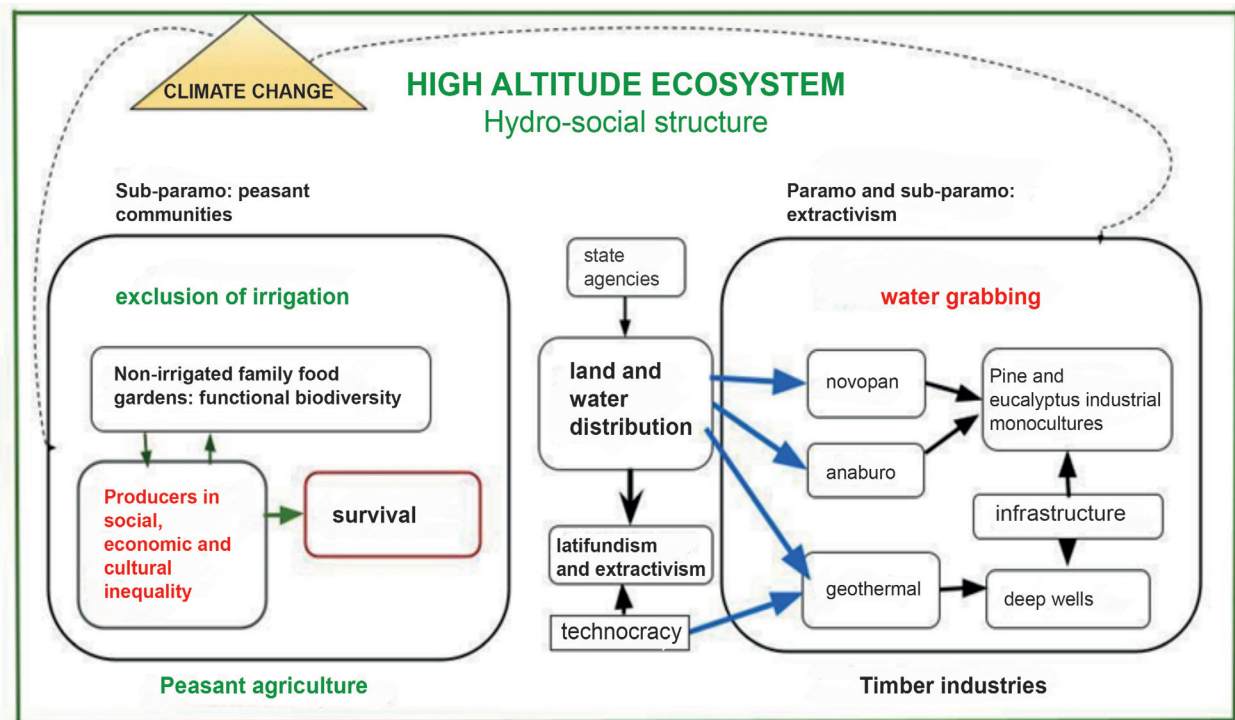 CLIMATE CHANGE
HIGH ALTITUDE ECOSYSTEM
Hydro-social structure
Sub-paramo: peasant
communities
exclusion of irrigation
Non-irrigated family food
gardens: functional biodiversity
Producers in
social,
economic and
cultural
inequality
survival
Peasant agriculture
state
agencies
land and
water
distribution
latifundism
and extractivism
technocracy
Paramo and sub-paramo:
extractivism
water grabbing
novopan
anaburo
geothermal
Pine and
eucalyptus industrial
monocultures
infrastructure
deep wells
Timber industries